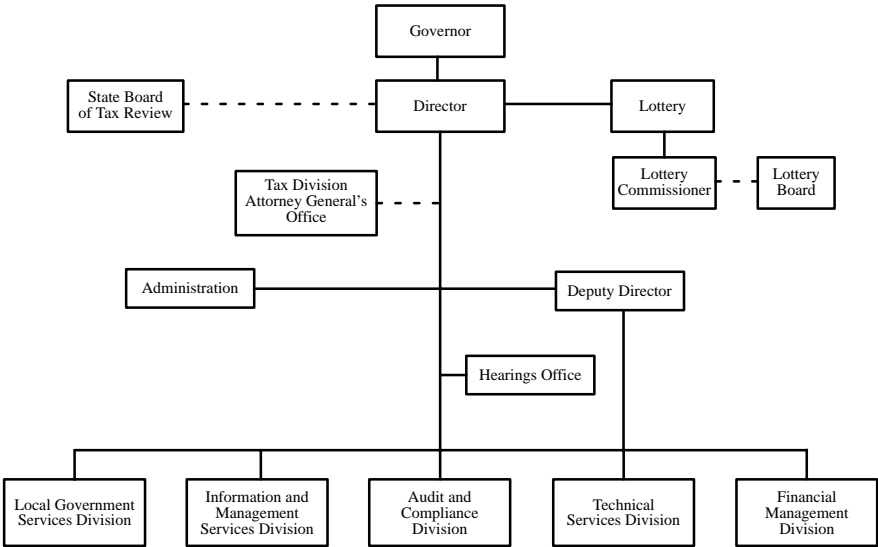 Governor
State Board
of Tax Review
Director
Lottery
Tax Division
Attorney General’s
Office
Lottery
Commissioner
Lottery
Board
Administration
Deputy Director
Hearings Office
Local Government
Services Division
Information and
Management
Services Division
Audit and
Compliance
Division
Technical
Services Division
Financial
Management
Division